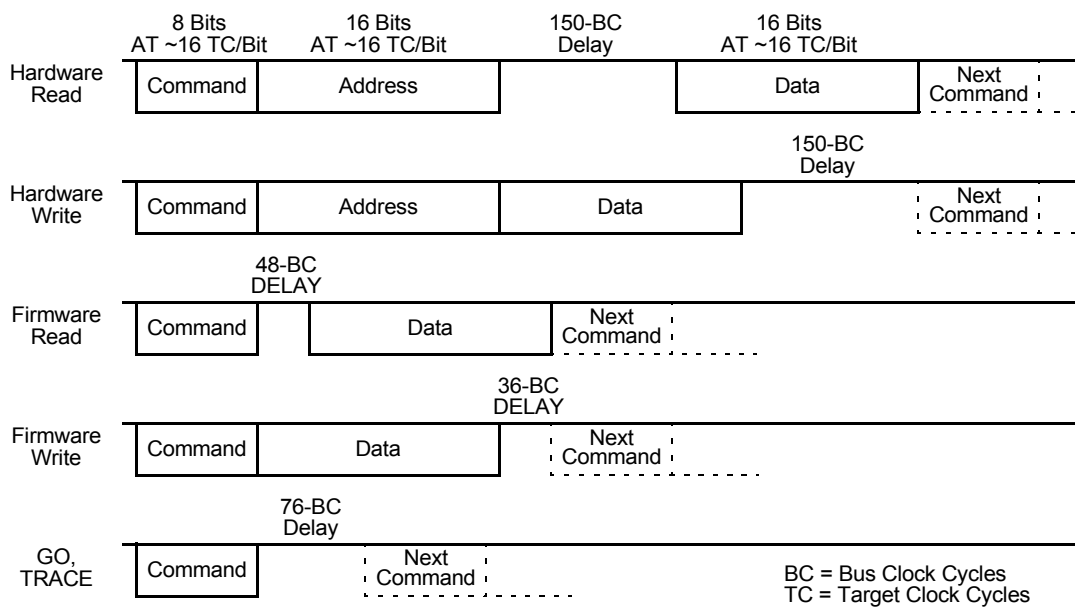 8 Bits
AT ~16 TC/Bit
16 Bits
AT ~16 TC/Bit
150-BC
Delay
16 Bits
AT ~16 TC/Bit
Hardware
Read
Command
Address
Data
Next
Command
150-BC
Delay
Hardware
Write
Command
Address
Data
Next
Command
48-BC
DELAY
Firmware
Read
Command
Data
Next
Command
36-BC
DELAY
Firmware
Write
Command
Data
Next
Command
76-BC
Delay
GO,
TRACE
Command
Next
Command
BC = Bus Clock Cycles
TC = Target Clock Cycles